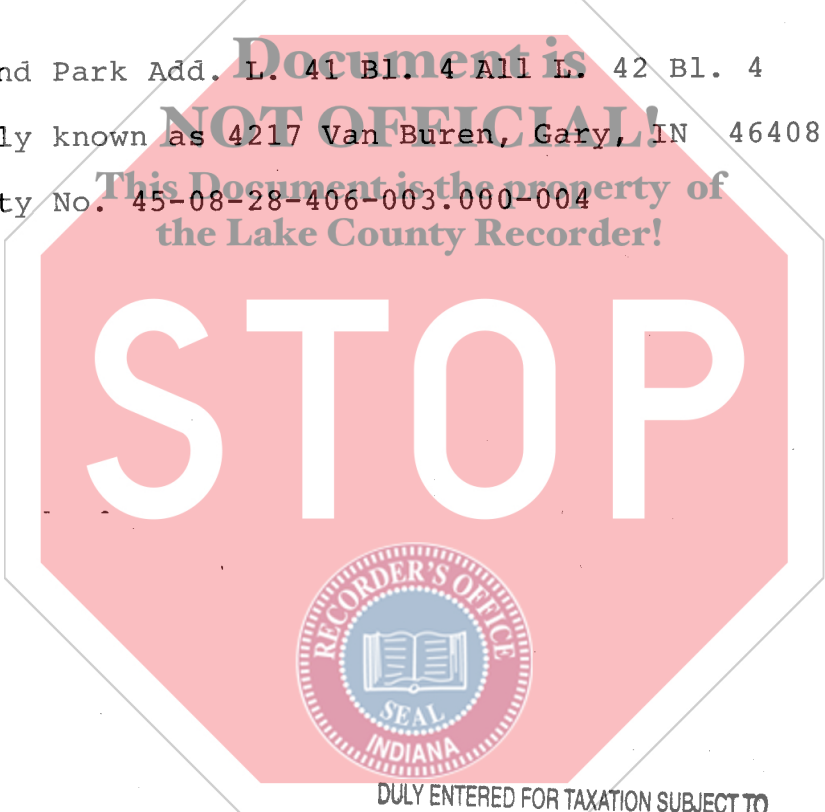 nd Park Add. L. 41 Bl. 4 All L. 42 Bl. 4
ly known as 4217 Van Buren, Gary, IN 46408
ty No. 45-08-28-406-003.000-004
Document is
NOT OFFICIAL!
This Document is the property of
the Lake County Recorder!
STOP
RECORDER'S OFFICE
SEAL
INDIANA
DULY ENTERED FOR TAXATION SUBJECT TO